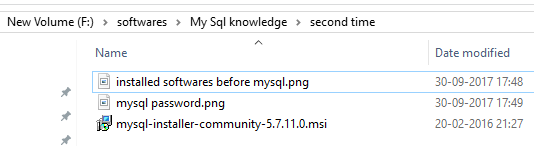 New Volume (F:) > softwares > My Sql knowledge > second time
Name Date modified
installed softwares before mysql.png 30-09-2017 17:48
mysql password.png 30-09-2017 17:49
mysql-installer-community-5.7.11.0.msi 20-02-2016 21:27